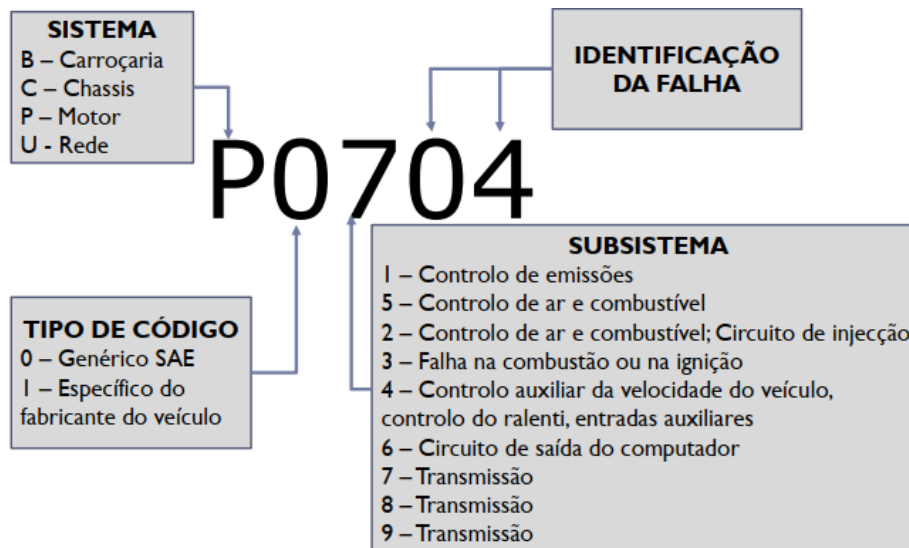 SISTEMA
B – Carroçaria
C – Chassis
P – Motor
U - Rede
IDENTIFICAÇÃO
DA FALHA
P0704
TIPO DE CÓDIGO
0 – Genérico SAE
1 – Específico do
fabricante do veículo
SUBSISTEMA
1 – Controlo de emissões
5 – Controlo de ar e combustível
2 – Controlo de ar e combustível; Circuito de injecção
3 – Falha na combustão ou na ignição
4 – Controlo auxiliar da velocidade do veículo,
controlo do ralenti, entradas auxiliares
6 – Circuito de saída do computador
7 – Transmissão
8 – Transmissão
9 – Transmissão